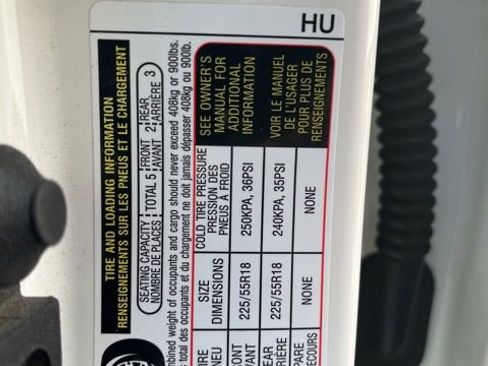 HU
TIRE AND LOADING INFORMATION
RENSEIGNEMENTS SUR LES PNEUS ET LE CHARGEMENT
SEATING CAPACITY TOTAL 5 FRONT 2 REAR 3
NOMBRE DE PLACES AVANT ARRIÈRE
mbined weight of occupants and cargo should never exceed 408kg or 900lbs.
total des occupants et du chargement ne doit jamais dépasser 408kg ou 900lb.
IRE SIZE COLD TIRE PRESSURE SEE OWNER'S
NEU DIMENSIONS PRESSION DES MANUAL FOR
PNEUS À FROID ADDITIONAL
INFORMATION
RONT 225/55R18 250KPA, 36PSI
VANT
EAR 225/55R18 240KPA, 35PSI VOIR LE MANUEL
RIÈRE DE L'USAGER
PARE NONE NONE POUR PLUS DE
ECOURS RENSEIGNEMENTS